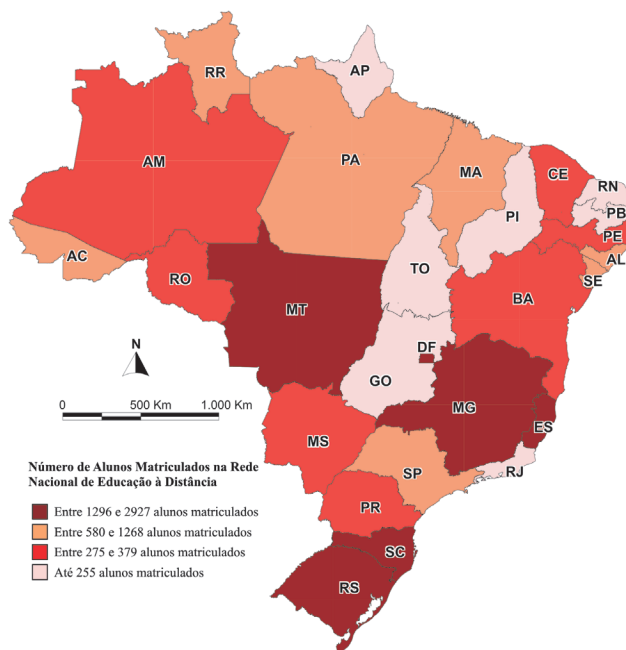 RR
AP
AM
PA
MA
CE
RN
PB
PI
PE
AL
AC
TO
SE
RO
BA
MT
DF
N
GO
0 500 Km 1.000 Km
MG
ES
MS
SP
RJ
Número de Alunos Matriculados na Rede
Nacional de Educação à Distância
Entre 1296 e 2927 alunos matriculados
Entre 580 e 1268 alunos matriculados
Entre 275 e 379 alunos matriculados
Até 255 alunos matriculados
PR
SC
RS